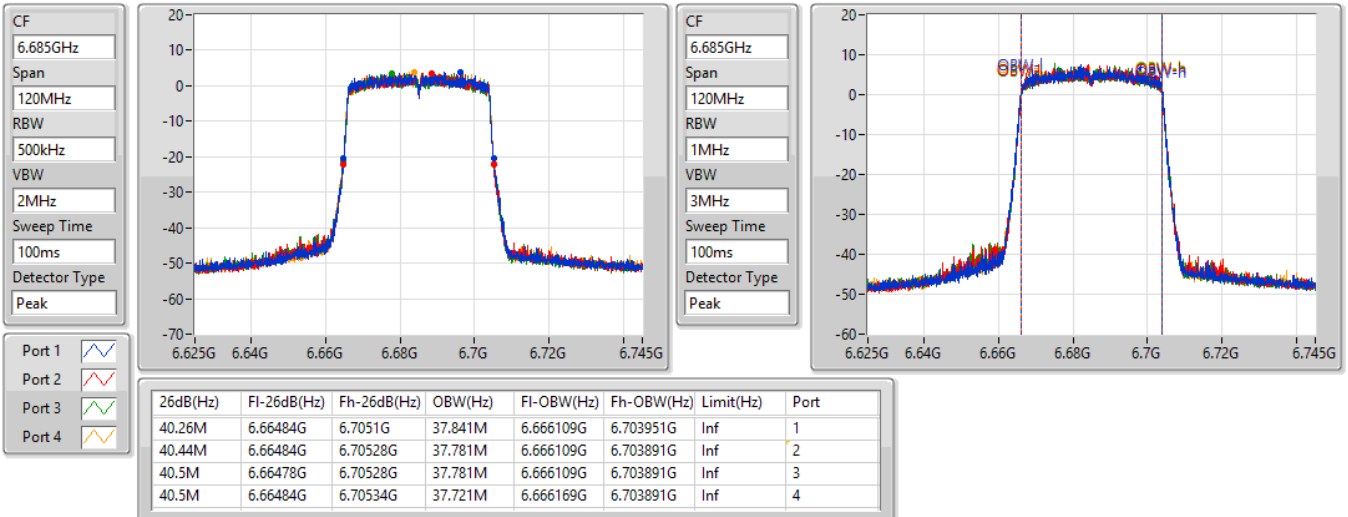 CF
6.685GHz
Span
120MHz
RBW
500kHz
VBW
2MHz
Sweep Time
100ms
Detector Type
Peak
20
10
0
-10
-20
-30
-40
-50
-60
-70
6.625G 6.64G 6.66G 6.68G 6.7G 6.72G 6.745G
CF
6.685GHz
Span
120MHz
RBW
1MHz
VBW
3MHz
Sweep Time
100ms
Detector Type
Peak
20
10
0
-10
-20
-30
-40
-50
-60
OBW-l OBW-h
6.625G 6.64G 6.66G 6.68G 6.7G 6.72G 6.745G
Port 1
Port 2
Port 3
Port 4
26dB(Hz) Fl-26dB(Hz) Fh-26dB(Hz) OBW(Hz) Fl-OBW(Hz) Fh-OBW(Hz) Limit(Hz) Port
40.26M 6.66484G 6.7051G 37.841M 6.666109G 6.703951G Inf 1
40.44M 6.66484G 6.70528G 37.781M 6.666109G 6.703891G Inf 2
40.5M 6.66478G 6.70528G 37.781M 6.666109G 6.703891G Inf 3
40.5M 6.66484G 6.70534G 37.721M 6.666169G 6.703891G Inf 4